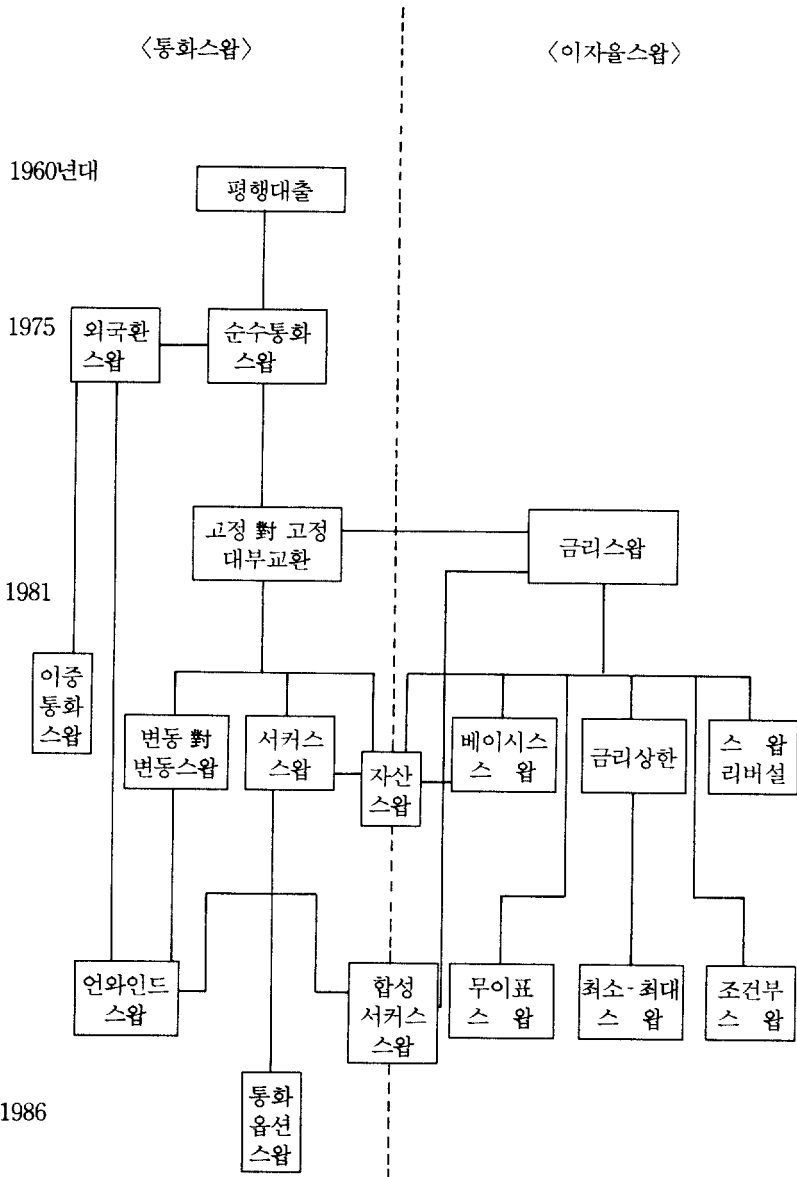 〈통화스왑〉
〈이자율스왑〉
1960년대
평행대출
1975
외국환
스왑
순수통화
스왑
고정 對 고정
대부교환
금리스왑
1981
이중
통화
스왑
변동 對
변동스왑
서커스
스왑
자산
스왑
베이시스
스 왑
금리상한
스 왑
리버설
언와인드
스왑
합성
서커스
스왑
무이표
스 왑
최소-최대
스 왑
조건부
스 왑
통화
옵션
스왑
1986